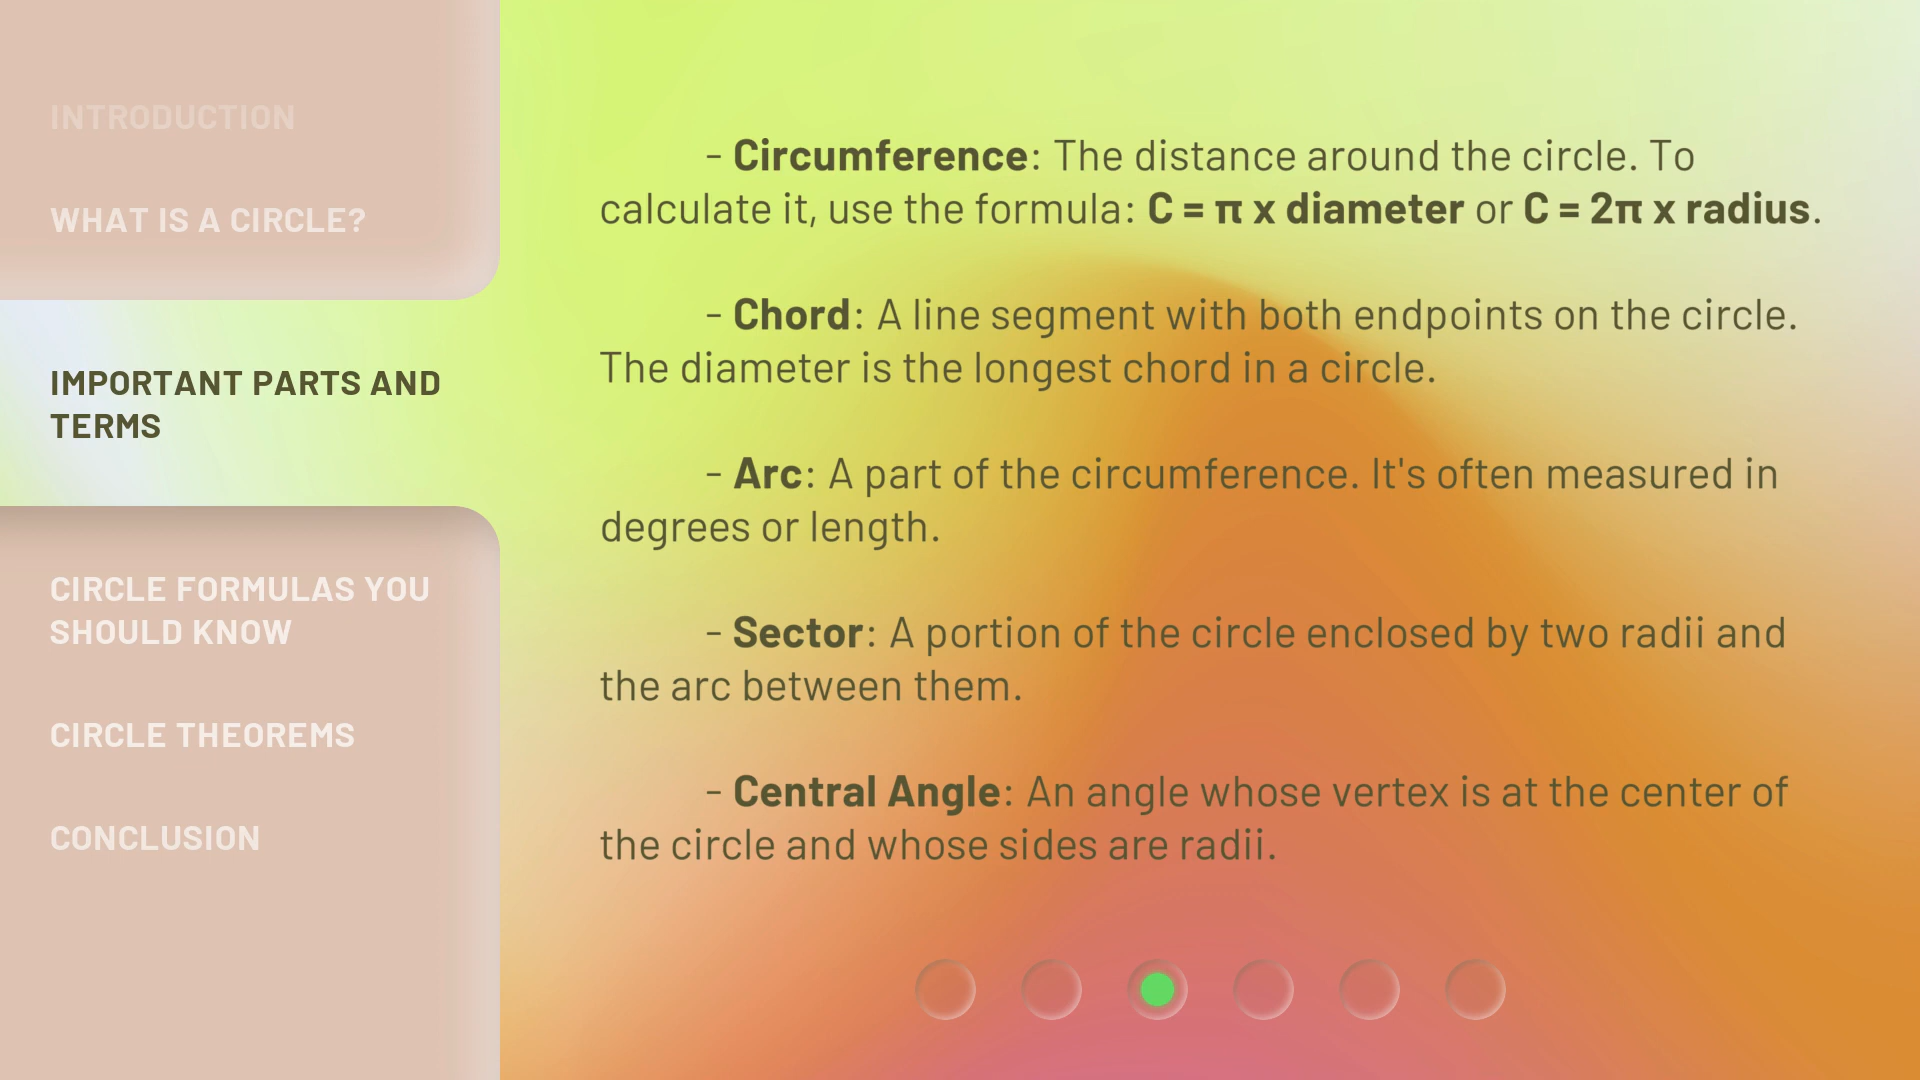 INTRODUCTION
WHAT IS A CIRCLE?
IMPORTANT PARTS AND
TERMS
CIRCLE FORMULAS YOU
SHOULD KNOW
CIRCLE THEOREMS
CONCLUSION
- Circumference: The distance around the circle. To
calculate it, use the formula: C = π x diameter or C = 2π x radius.
- Chord: A line segment with both endpoints on the circle.
The diameter is the longest chord in a circle.
- Arc: A part of the circumference. It's often measured in
degrees or length.
- Sector: A portion of the circle enclosed by two radii and
the arc between them.
- Central Angle: An angle whose vertex is at the center of
the circle and whose sides are radii.